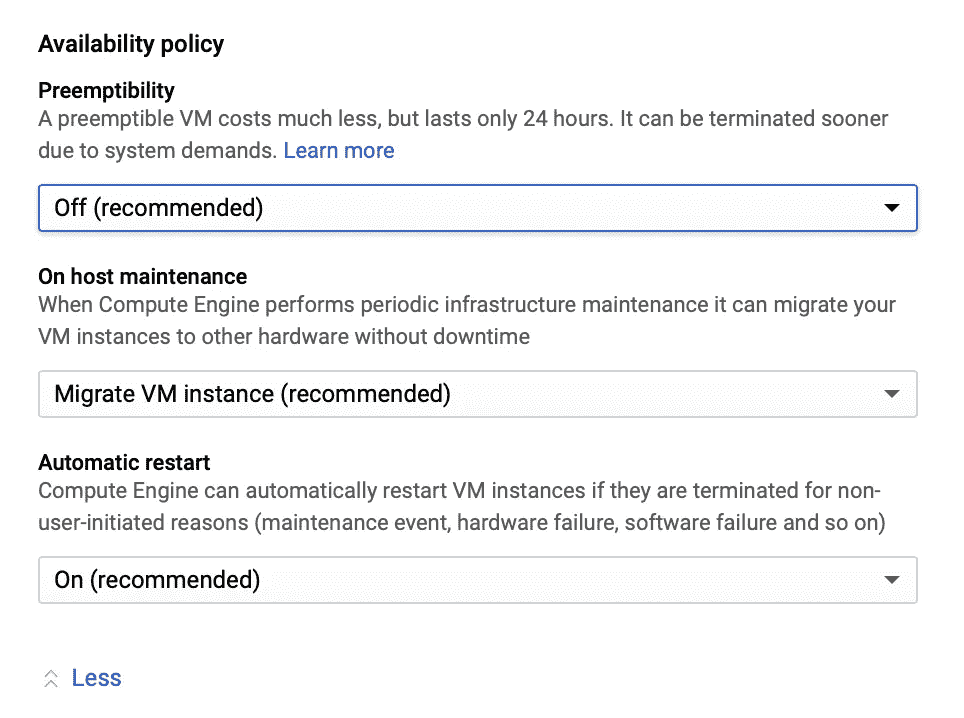 Availability policy
Preemptibility
A preemptible VM costs much less, but lasts only 24 hours. It can be terminated sooner
due to system demands. Learn more
Off (recommended)
On host maintenance
When Compute Engine performs periodic infrastructure maintenance it can migrate your
VM instances to other hardware without downtime
Migrate VM instance (recommended)
Automatic restart
Compute Engine can automatically restart VM instances if they are terminated for non-
user-initiated reasons (maintenance event, hardware failure, software failure and so on)
On (recommended)
Less